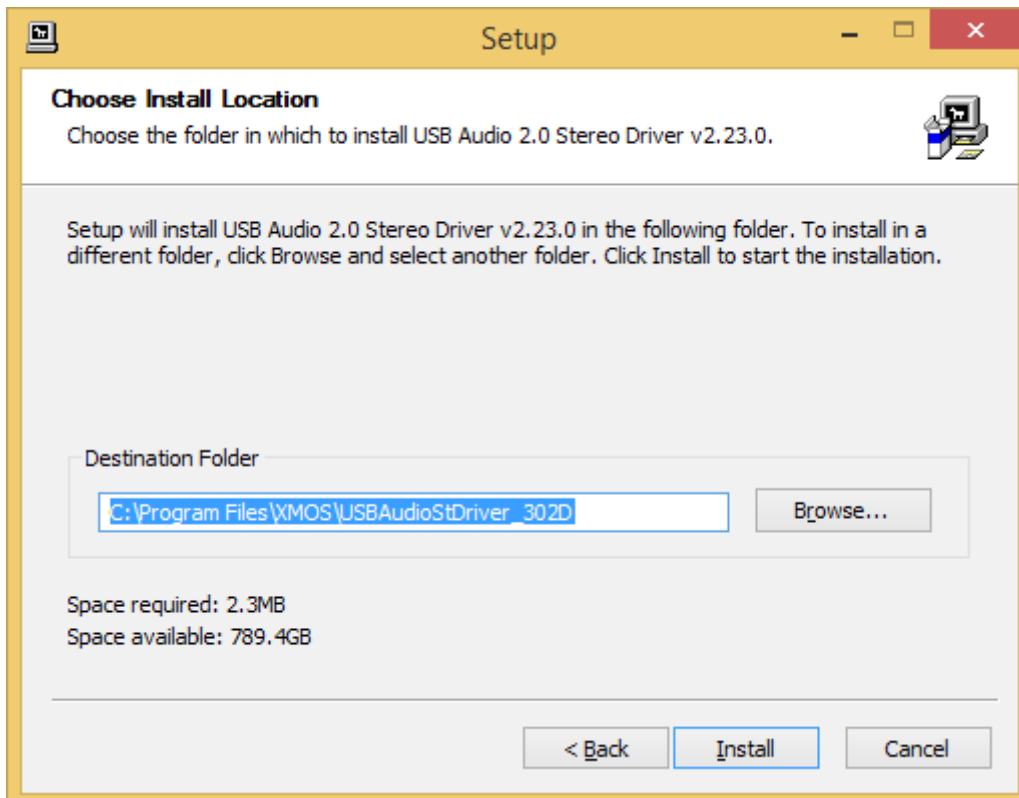 Setup
Choose Install Location
Choose the folder in which to install USB Audio 2.0 Stereo Driver v2.23.0.
Setup will install USB Audio 2.0 Stereo Driver v2.23.0 in the following folder. To install in a
different folder, click Browse and select another folder. Click Install to start the installation.
Destination Folder
C:\Program Files\XMOS\USBAudioStDriver_302D
Browse...
Space required: 2.3MB
Space available: 789.4GB
< Back
Install
Cancel